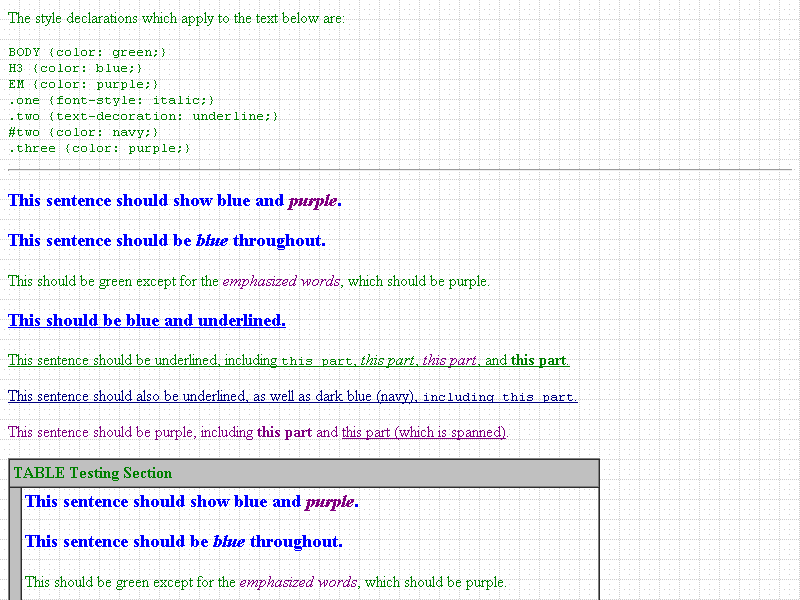 The style declarations which apply to the text below are:
BODY {color: green;}
H3 {color: blue;}
EM {color: purple;}
.one {font-style: italic;}
.two {text-decoration: underline;}
#two {color: navy;}
.three {color: purple;}
This sentence should show blue and purple.
This sentence should be blue throughout.
This should be green except for the emphasized words, which should be purple.
This should be blue and underlined.
This sentence should be underlined, including this part, this part, this part, and this part.
This sentence should also be underlined, as well as dark blue (navy), including this part.
This sentence should be purple, including this part and this part (which is spanned).
TABLE Testing Section
This sentence should show blue and purple.
This sentence should be blue throughout.
This should be green except for the emphasized words, which should be purple.